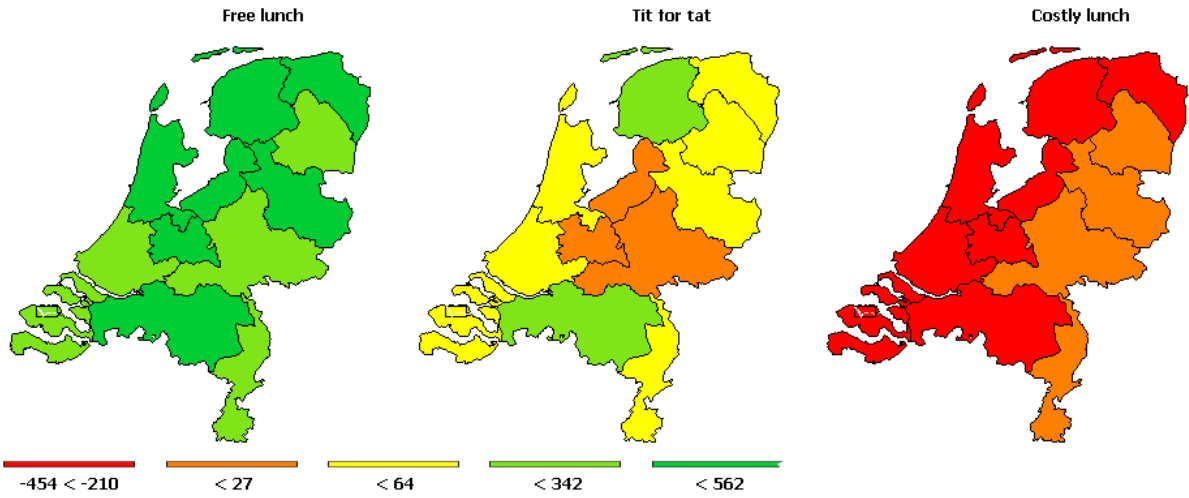 Free lunch
Tit for tat
Costly lunch
-454 < -210
< 27
< 64
< 342
< 562